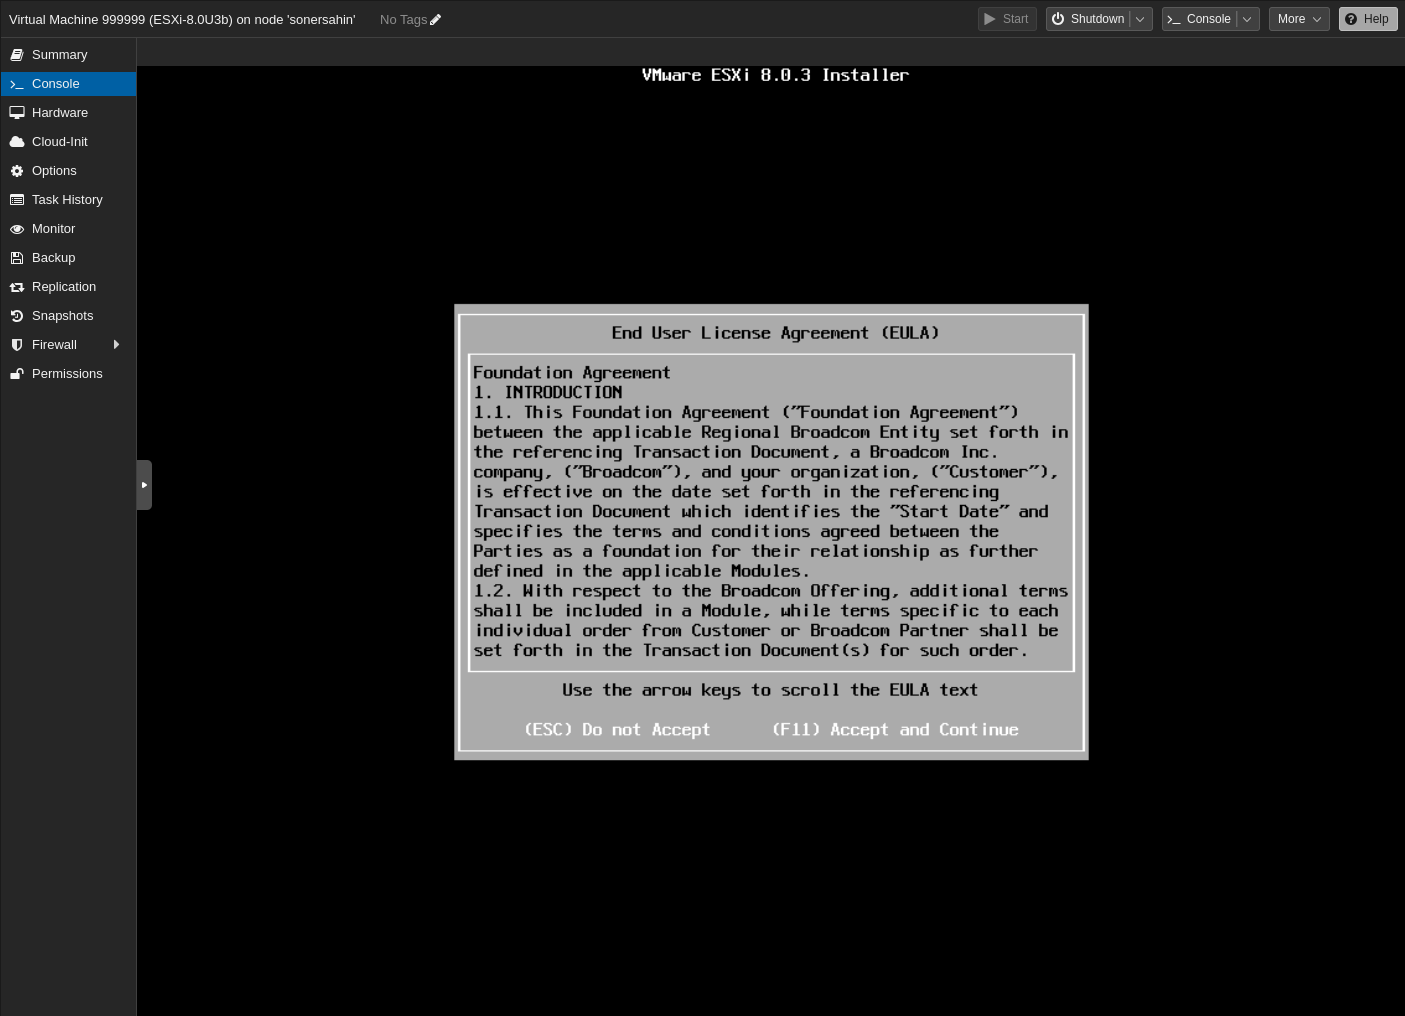 Virtual Machine 999999 (ESXi-8.0U3b) on node 'sonersahin' No Tags Start Shutdown Console More Help
Summary
Console
Hardware
Cloud-Init
Options
Task History
Monitor
Backup
Replication
Snapshots
Firewall
Permissions
VMware ESXi 8.0.3 Installer
End User License Agreement (EULA)
Foundation Agreement
1. INTRODUCTION
1.1. This Foundation Agreement ("Foundation Agreement")
between the applicable Regional Broadcom Entity set forth in
the referencing Transaction Document, a Broadcom Inc.
company, ("Broadcom"), and your organization, ("Customer"),
is effective on the date set forth in the referencing
Transaction Document which identifies the "Start Date" and
specifies the terms and conditions agreed between the
Parties as a foundation for their relationship as further
defined in the applicable Modules.
1.2. With respect to the Broadcom Offering, additional terms
shall be included in a Module, while terms specific to each
individual order from Customer or Broadcom Partner shall be
set forth in the Transaction Document(s) for such order.
Use the arrow keys to scroll the EULA text
(ESC) Do not Accept (F11) Accept and Continue